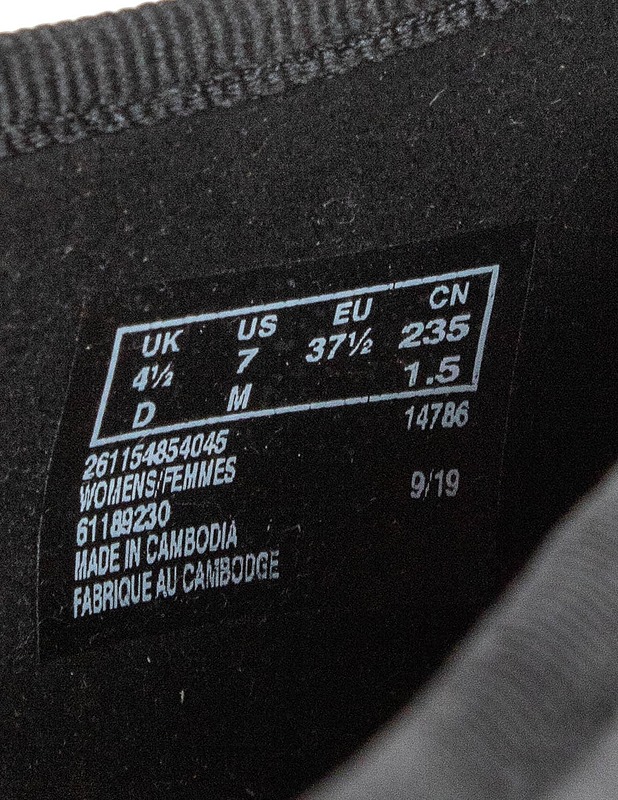 UK US EU CN
4½ 7 37½ 235
D M 1.5
261154854045 14786
WOMENS/FEMMES
61189230 9/19
MADE IN CAMBODIA
FABRIQUE AU CAMBODGE